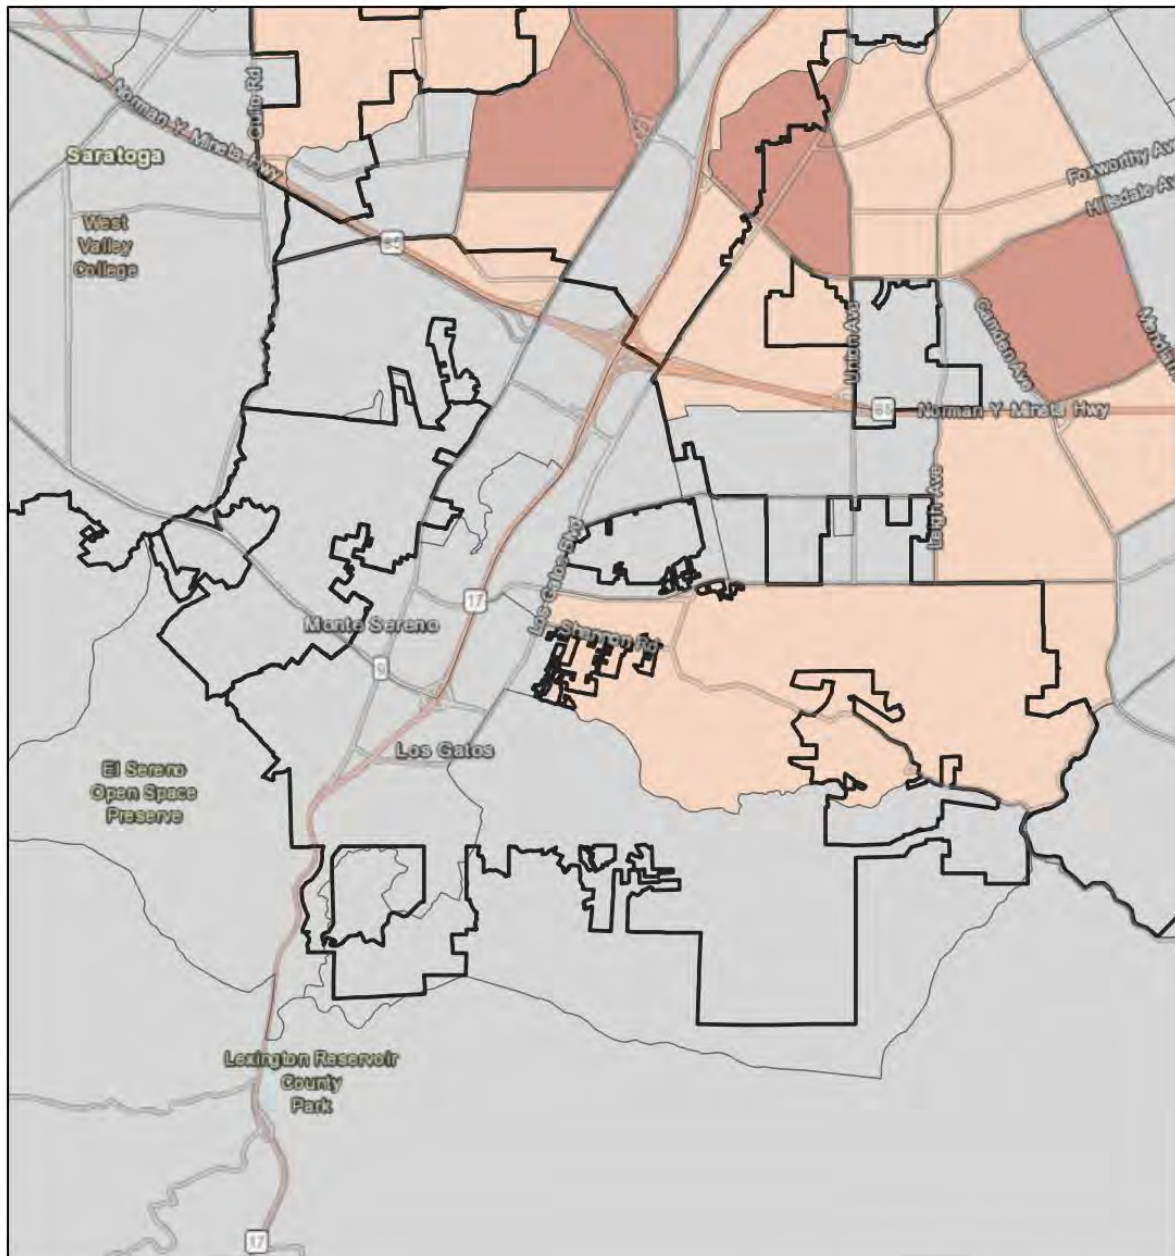 Quito Rd
Norman Y Mineta Hwy
Saratoga
West
Valley
College
85
Foxworthy Ave
Hillsdale Av
Camden Ave
Union Ave
85
Norman Y Mineta Hwy
Leigh Ave
Los Gatos Blvd
17
Monte Sereno
Shannon Rd
9
Los Gatos
El Sereno
Open Space
Preserve
Lexington Reservoir
County
Park
17